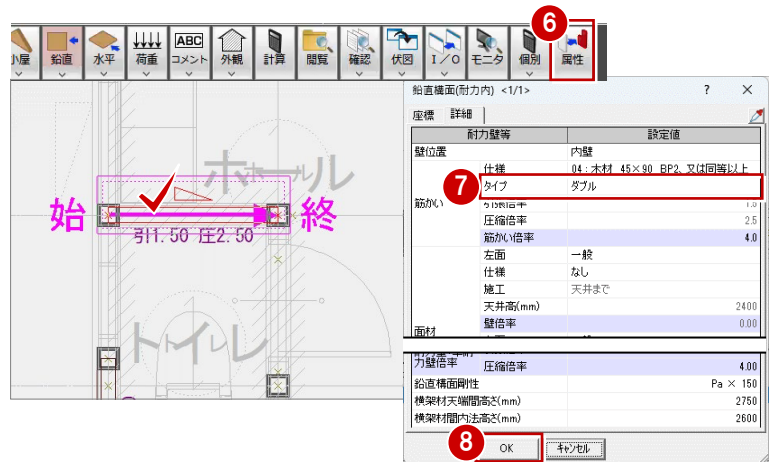 6
小屋 鉛直 水平 荷重 ABC コメント 外観 計算 閲覧 確認 伏図 I/O モニタ 個別 属性
ホール
始
終
引1.50 圧2.50
トイレ
鉛直構面(耐力内) <1/1> ? ×
座標 詳細
耐力壁等 設定値
壁位置 内壁
筋かい
仕様 04:木材 45×90 BP2、又は同等以上
7
タイプ ダブル
引張倍率 1.5
圧縮倍率 2.5
筋かい倍率 4.0
面材
左面 一般
仕様 なし
施工 天井まで
天井高(mm) 2400
壁倍率 0.00
力壁倍率 圧縮倍率 4.00
鉛直構面剛性 Pa × 150
横架材天端間高さ(mm) 2750
横架材間内法高さ(mm) 2600
8
OK キャンセル